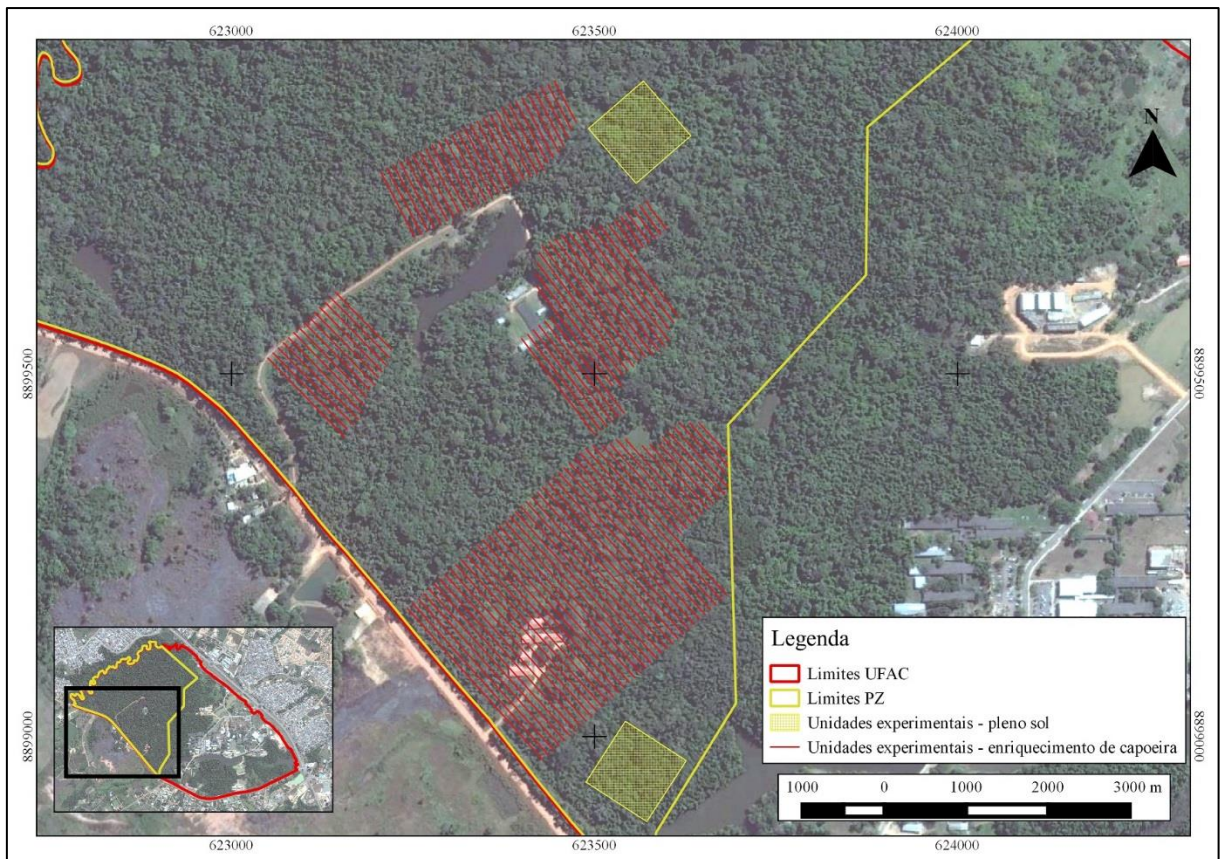 623000 623500 624000
N
8899500 8899500
Legenda
Limites UFAC
Limites PZ
Unidades experimentais - pleno sol
Unidades experimentais - enriquecimento de capoeira
8899000 8899000
1000 0 1000 2000 3000 m
623000 623500 624000